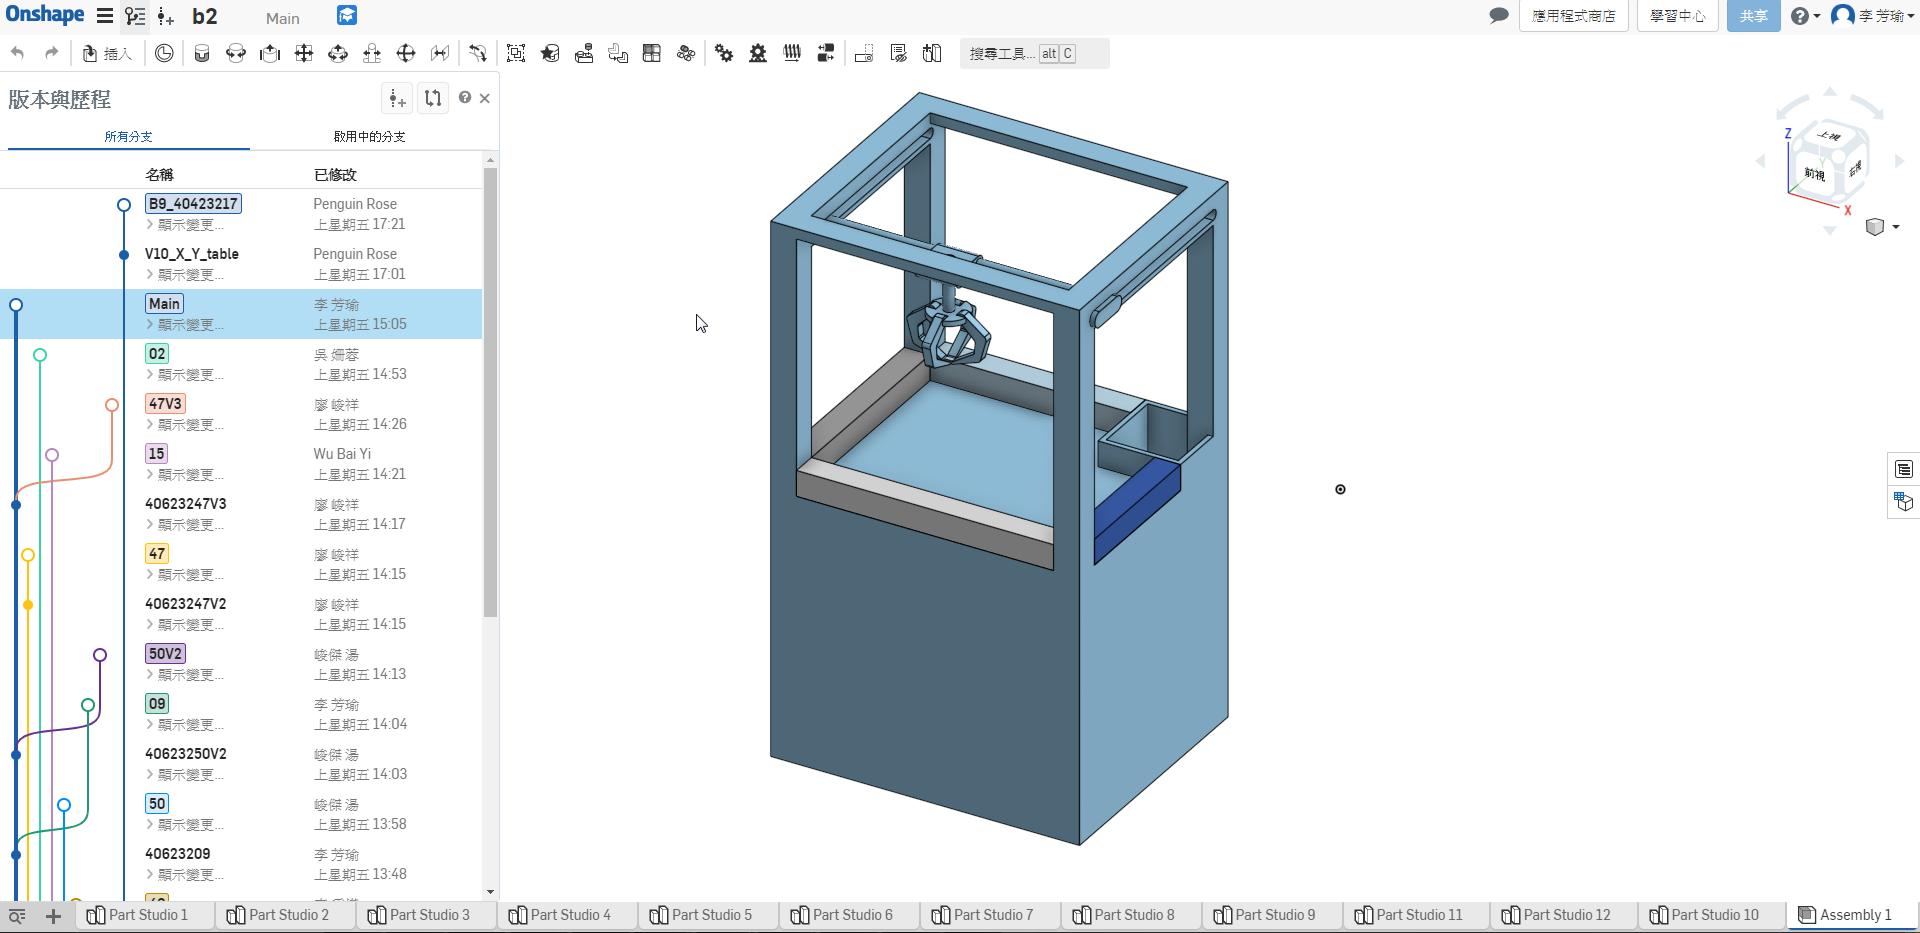 Onshape
b2
Main
應用程式商店
學習中心
共享
李 芳瑜
插入
搜尋工具... alt C
版本與歷程
所有分支
啟用中的分支
名稱 已修改
B9_40423217 Penguin Rose
顯示變更... 上星期五 17:21
V10_X_Y_table Penguin Rose
顯示變更... 上星期五 17:01
Main 李 芳瑜
顯示變更... 上星期五 15:05
02 吳 姍蓉
顯示變更... 上星期五 14:53
47V3 廖 峻祥
顯示變更... 上星期五 14:26
15 Wu Bai Yi
顯示變更... 上星期五 14:21
40623247V3 廖 峻祥
顯示變更... 上星期五 14:17
47 廖 峻祥
顯示變更... 上星期五 14:15
40623247V2 廖 峻祥
顯示變更... 上星期五 14:15
50V2 峻傑 湯
顯示變更... 上星期五 14:13
09 李 芳瑜
顯示變更... 上星期五 14:04
40623250V2 峻傑 湯
顯示變更... 上星期五 14:03
50 峻傑 湯
顯示變更... 上星期五 13:58
40623209 李 芳瑜
顯示變更... 上星期五 13:48
Z
上視
Y
前視
右視
X
Part Studio 1
Part Studio 2
Part Studio 3
Part Studio 4
Part Studio 5
Part Studio 6
Part Studio 7
Part Studio 8
Part Studio 9
Part Studio 11
Part Studio 12
Part Studio 10
Assembly 1